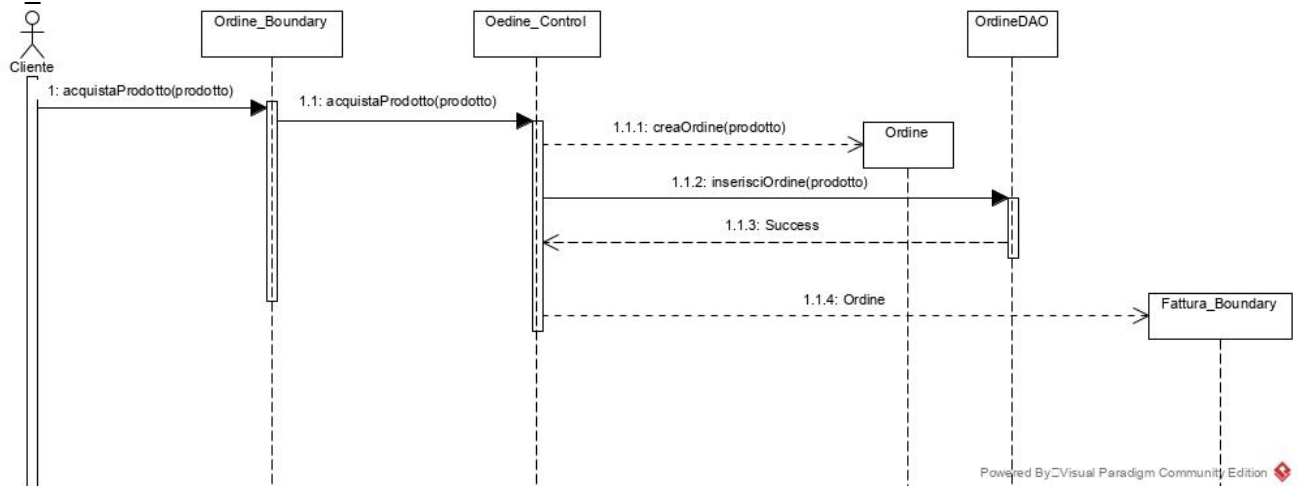 Ordine_Boundary
Oedine_Control
OrdineDAO
Cliente
1: acquistaProdotto(prodotto)
1.1: acquistaProdotto(prodotto)
1.1.1: creaOrdine(prodotto)
Ordine
1.1.2: inserisciOrdine(prodotto)
1.1.3: Success
1.1.4: Ordine
Fattura_Boundary
Powered By Visual Paradigm Community Edition